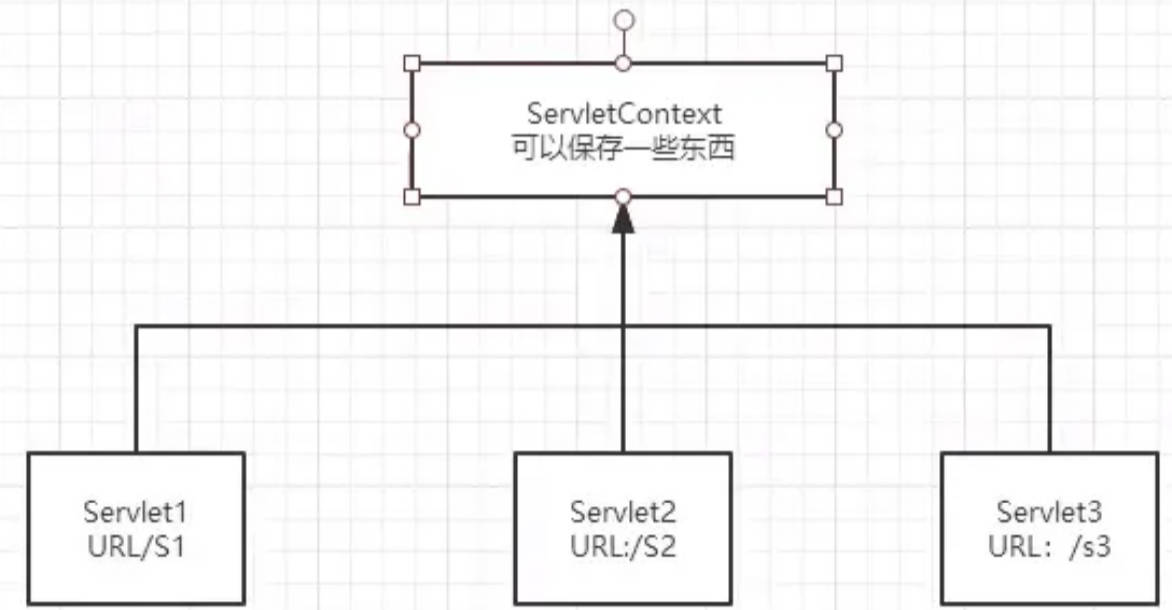 ServletContext
可以保存一些东西
Servlet1
URL/S1
Servlet2
URL:/S2
Servlet3
URL：/s3